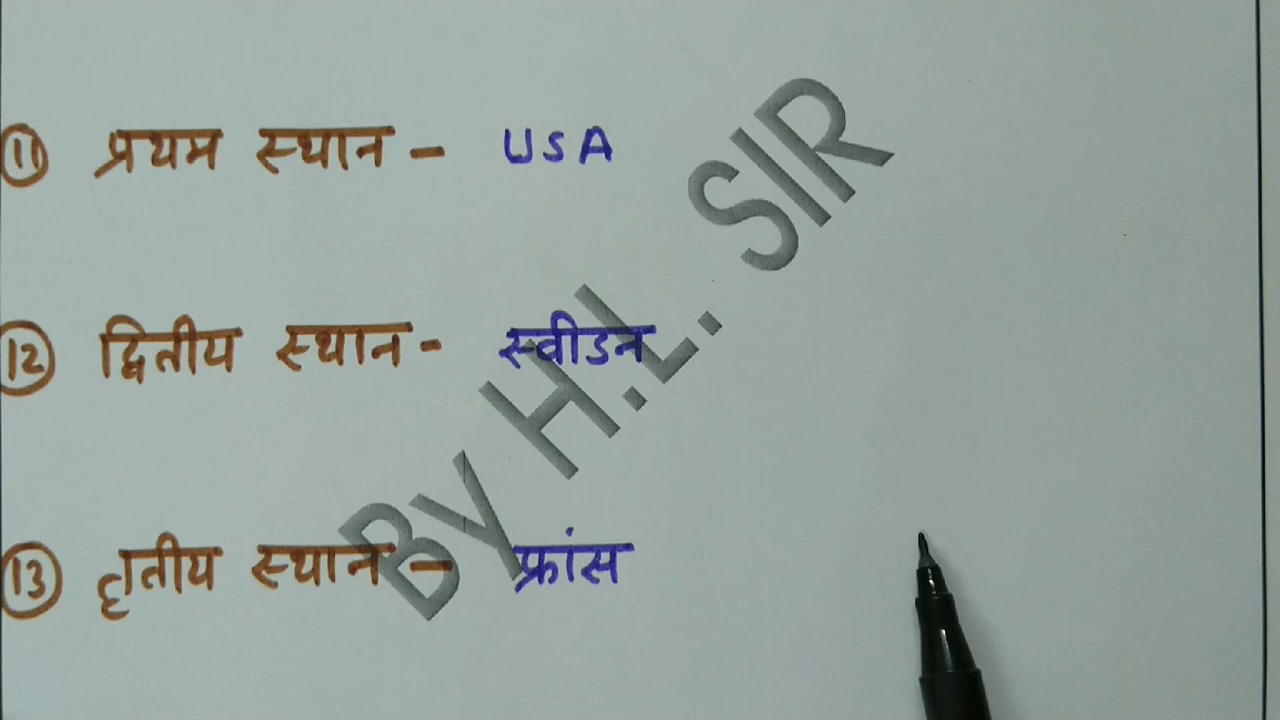 11 प्रथम स्थान - USA
12 द्वितीय स्थान - स्वीडन
13 तृतीय स्थान - फ्रांस
By H.L. SIR